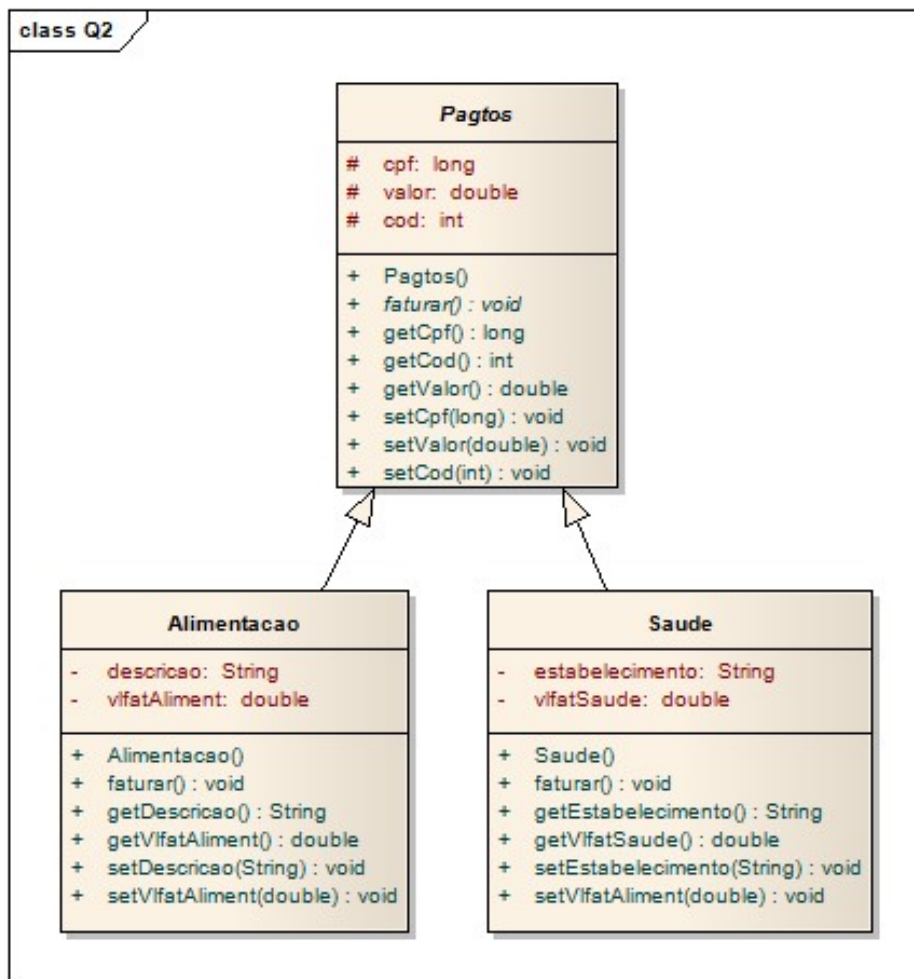 class Q2
Pagtos
# cpf: long
# valor: double
# cod: int
+ Pagtos()
+ faturar() : void
+ getCpf() : long
+ getCod() : int
+ getValor() : double
+ setCpf(long) : void
+ setValor(double) : void
+ setCod(int) : void
Alimentacao
- descricao: String
- vlfatAliment: double
+ Alimentacao()
+ faturar() : void
+ getDescricao() : String
+ getVlfatAliment() : double
+ setDescricao(String) : void
+ setVlfatAliment(double) : void
Saude
- estabelecimento: String
- vlfatSaude: double
+ Saude()
+ faturar() : void
+ getEstabelecimento() : String
+ getVlfatSaude() : double
+ setEstabelecimento(String) : void
+ setVlfatAliment(double) : void